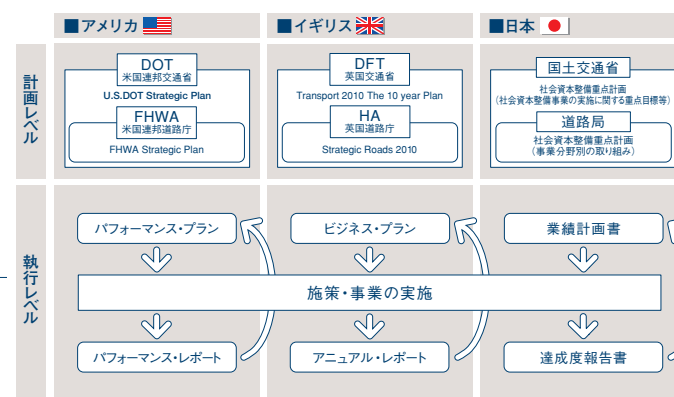 ■アメリカ
■イギリス
■日本
計画レベル
DOT
米国連邦交通省
U.S.DOT Strategic Plan
FHWA
米国連邦道路庁
FHWA Strategic Plan
DFT
英国交通省
Transport 2010 The 10 year Plan
HA
英国道路庁
Strategic Roads 2010
国土交通省
社会資本整備重点計画
(社会資本整備事業の実施に関する重点目標等)
道路局
社会資本整備重点計画
(事業分野別の取り組み)
執行レベル
パフォーマンス・プラン
ビジネス・プラン
業績計画書
施策・事業の実施
パフォーマンス・レポート
アニュアル・レポート
達成度報告書